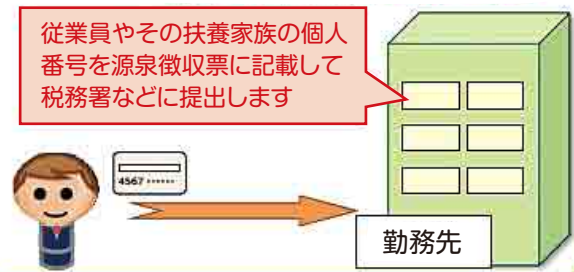 従業員やその扶養家族の個人
番号を源泉徴収票に記載して
税務署などに提出します
4567 ······
勤務先